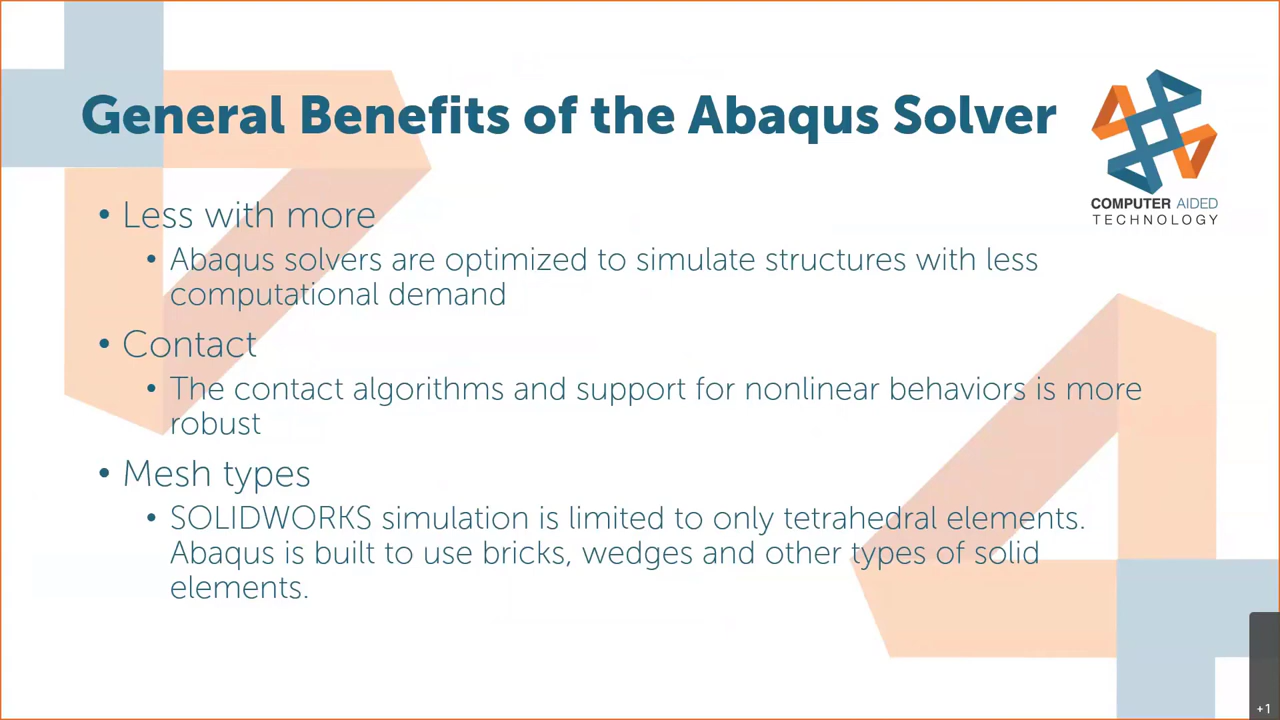 General Benefits of the Abaqus Solver
COMPUTER AIDED
TECHNOLOGY
• Less with more
• Abaqus solvers are optimized to simulate structures with less
computational demand
• Contact
• The contact algorithms and support for nonlinear behaviors is more
robust
• Mesh types
• SOLIDWORKS simulation is limited to only tetrahedral elements.
Abaqus is built to use bricks, wedges and other types of solid
elements.
+1